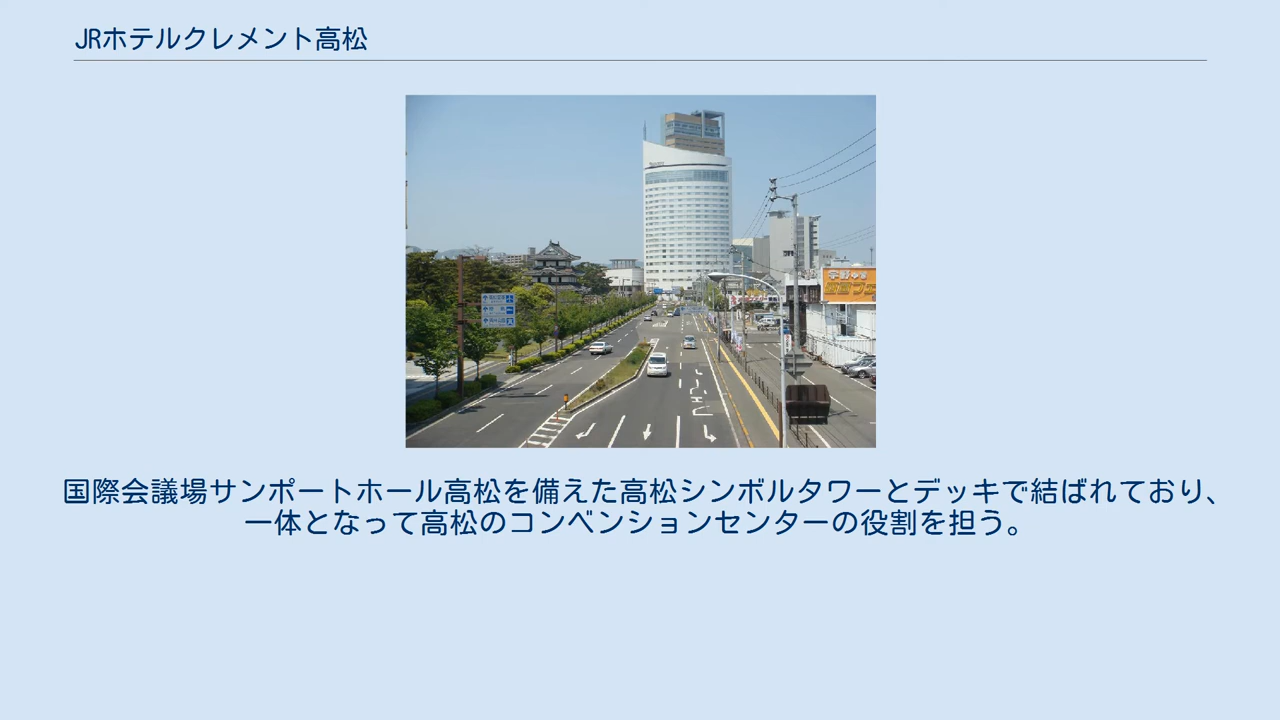 JRホテルクレメント高松
国際会議場サンポートホール高松を備えた高松シンボルタワーとデッキで結ばれており、
一体となって高松のコンベンションセンターの役割を担う。